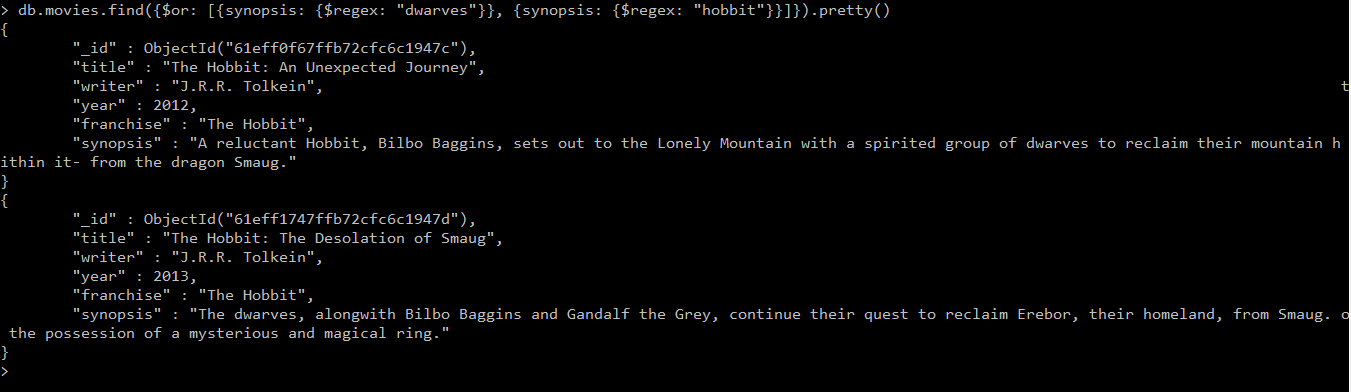 > db.movies.find({$or: [{synopsis: {$regex: "dwarves"}}, {synopsis: {$regex: "hobbit"}}]}).pretty()
{
        "_id" : ObjectId("61eff0f67ffb72cfc6c1947c"),
        "title" : "The Hobbit: An Unexpected Journey",
        "writer" : "J.R.R. Tolkein", t
        "year" : 2012,
        "franchise" : "The Hobbit",
        "synopsis" : "A reluctant Hobbit, Bilbo Baggins, sets out to the Lonely Mountain with a spirited group of dwarves to reclaim their mountain h
ithin it- from the dragon Smaug."
}
{
        "_id" : ObjectId("61eff1747ffb72cfc6c1947d"),
        "title" : "The Hobbit: The Desolation of Smaug",
        "writer" : "J.R.R. Tolkein",
        "year" : 2013,
        "franchise" : "The Hobbit",
        "synopsis" : "The dwarves, alongwith Bilbo Baggins and Gandalf the Grey, continue their quest to reclaim Erebor, their homeland, from Smaug. o
 the possession of a mysterious and magical ring."
}
>